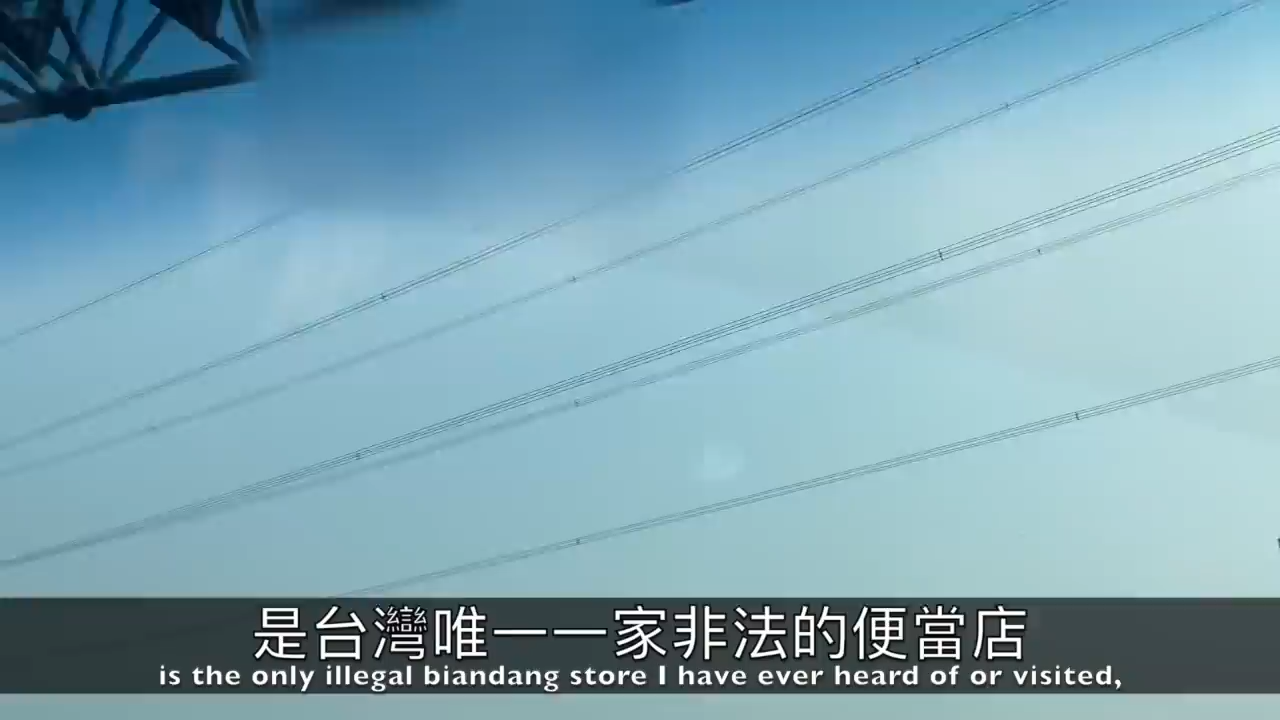 是台灣唯一一家非法的便當店
is the only illegal biandang store I have ever heard of or visited,